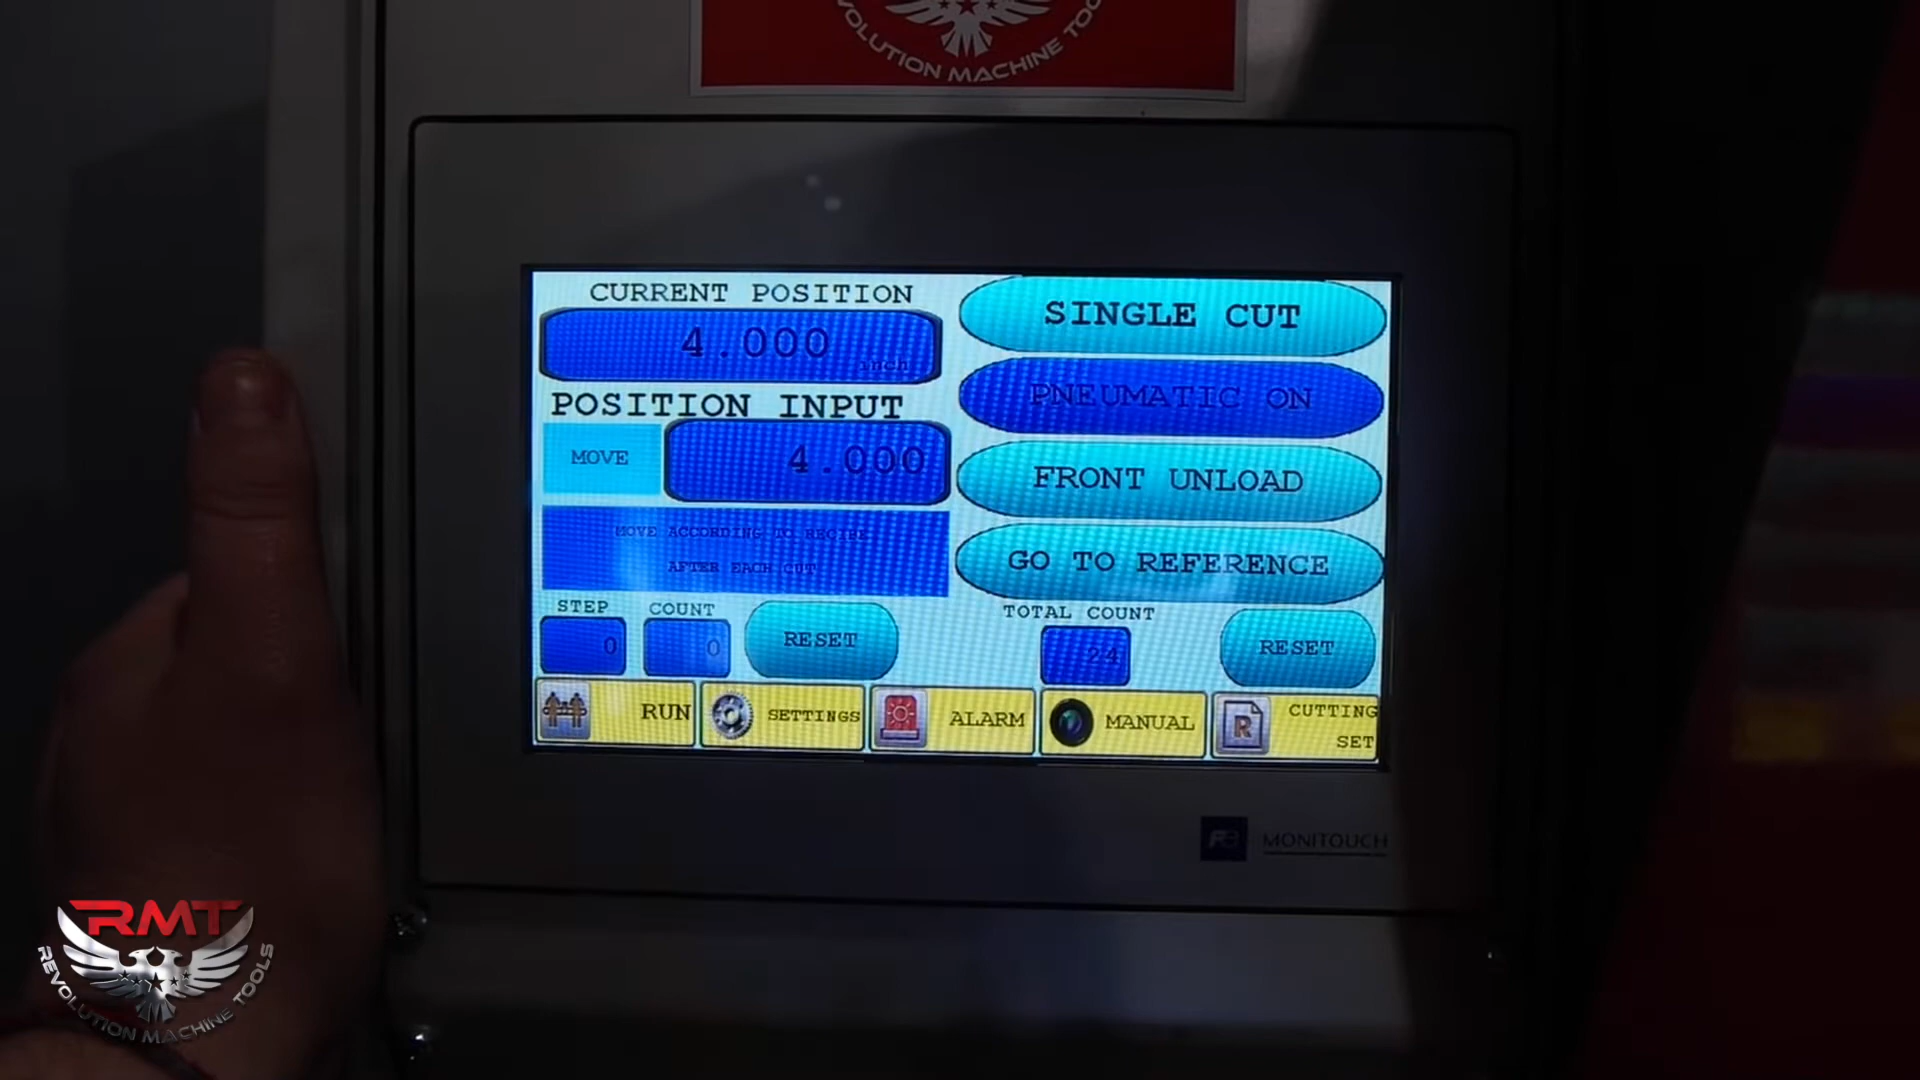 REVOLUTION MACHINE TOOLS
CURRENT POSITION
4.000
inch
POSITION INPUT
MOVE
4.000
MOVE ACCORDING TO RECIPE
AFTER EACH CUT
STEP
0
COUNT
0
RESET
SINGLE CUT
PNEUMATIC ON
FRONT UNLOAD
GO TO REFERENCE
TOTAL COUNT
24
RESET
RUN
SETTINGS
ALARM
MANUAL
R
CUTTING
SET
MONITOUCH
RMT
REVOLUTION MACHINE TOOLS